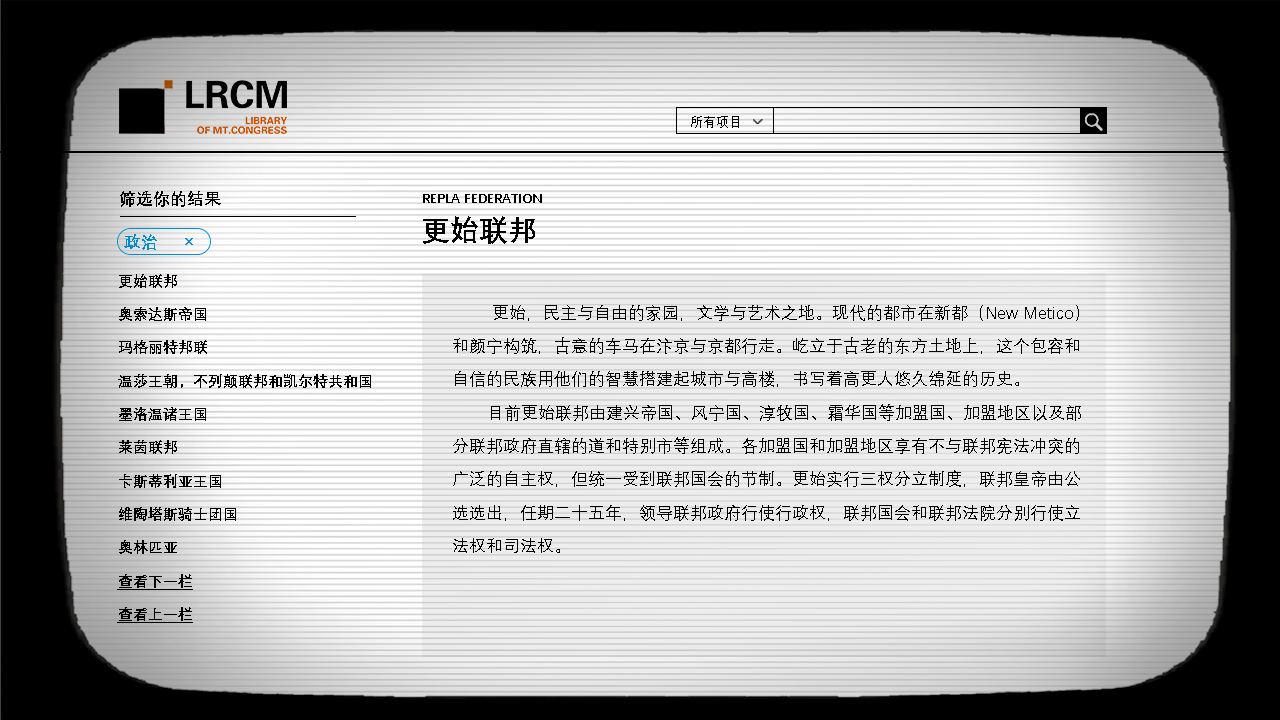 LRCM
LIBRARY
OF MT.CONGRESS
所有项目
筛选你的结果
政治 ×
更始联邦
奥索达斯帝国
玛格丽特邦联
温莎王朝，不列颠联邦和凯尔特共和国
墨洛温诸王国
莱茵联邦
卡斯蒂利亚王国
维陶塔斯骑士团国
奥林匹亚
查看下一栏
查看上一栏
REPLA FEDERATION
更始联邦
更始，民主与自由的家园，文学与艺术之地。现代的都市在新都（New Metico）
和颜宁构筑，古意的车马在汴京与京都行走。屹立于古老的东方土地上，这个包容和
自信的民族用他们的智慧搭建起城市与高楼，书写着高更人悠久绵延的历史。
目前更始联邦由建兴帝国、风宁国、淳牧国、霜华国等加盟国、加盟地区以及部
分联邦政府直辖的道和特别市等组成。各加盟国和加盟地区享有不与联邦宪法冲突的
广泛的自主权，但统一受到联邦国会的节制。更始实行三权分立制度，联邦皇帝由公
选选出，任期二十五年，领导联邦政府行使行政权，联邦国会和联邦法院分别行使立
法权和司法权。